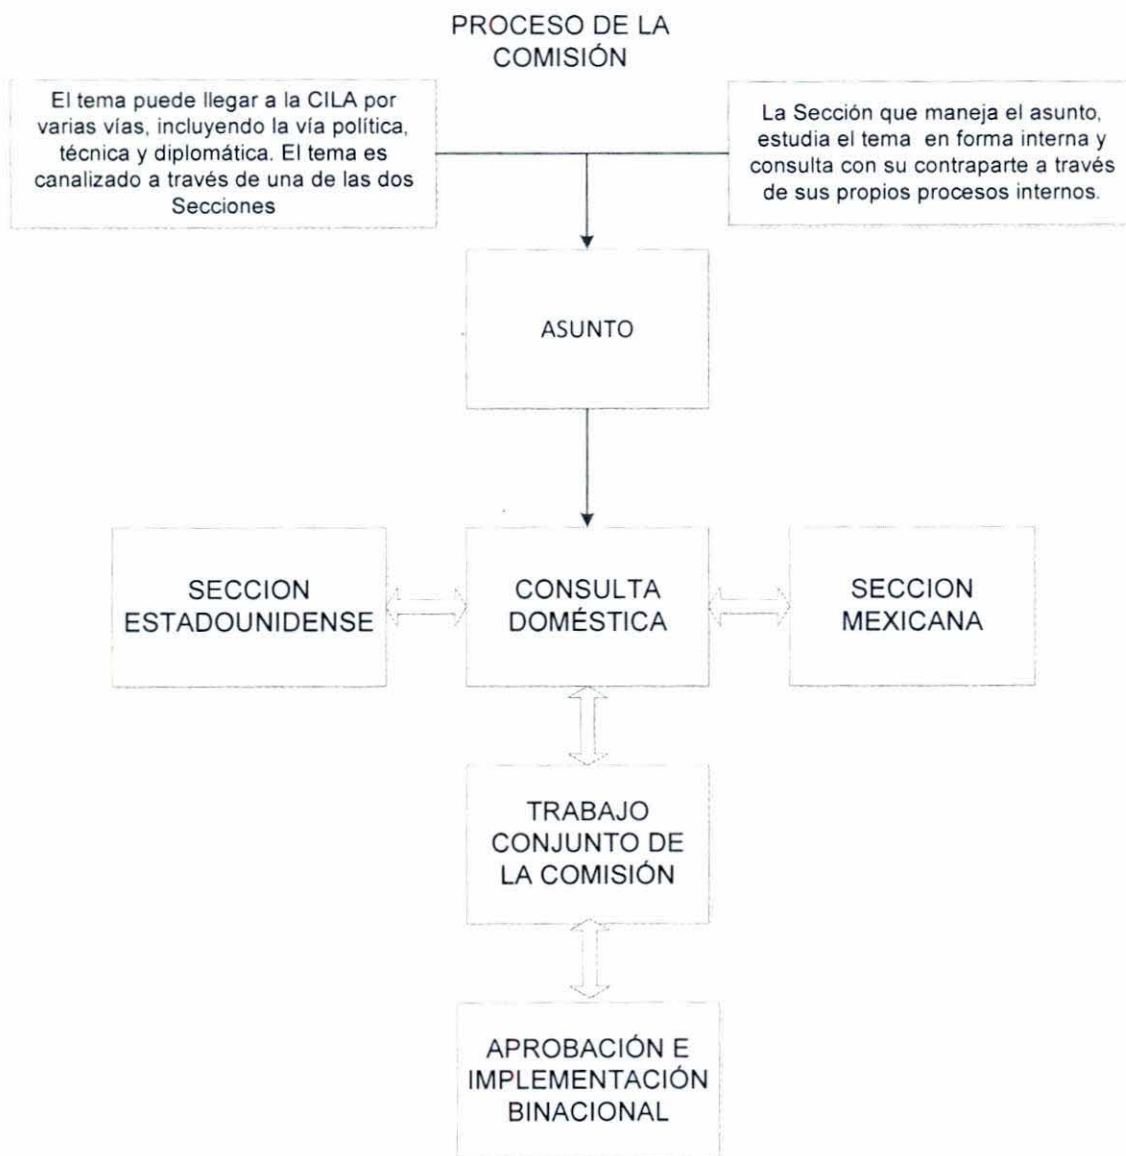 PROCESO DE LA
COMISIÓN
El tema puede llegar a la CILA por
varias vías, incluyendo la vía política,
técnica y diplomática. El tema es
canalizado a través de una de las dos
Secciones
La Sección que maneja el asunto,
estudia el tema en forma interna y
consulta con su contraparte a través
de sus propios procesos internos.
ASUNTO
SECCION
ESTADOUNIDENSE
CONSULTA
DOMÉSTICA
SECCION
MEXICANA
TRABAJO
CONJUNTO DE
LA COMISIÓN
APROBACIÓN E
IMPLEMENTACIÓN
BINACIONAL